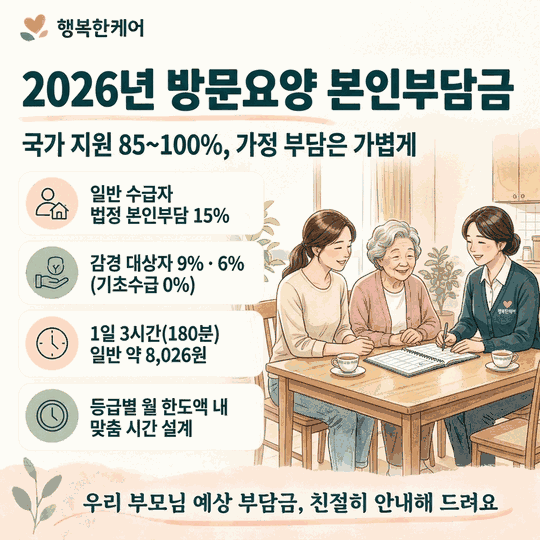 행복한케어
2026년 방문요양 본인부담금
국가 지원 85~100%, 가정 부담은 가볍게
일반 수급자
법정 본인부담 15%
감경 대상자 9% · 6%
(기초수급 0%)
1일 3시간(180분)
일반 약 8,026원
등급별 월 한도액 내
맞춤 시간 설계
행복한케어
우리 부모님 예상 부담금, 친절히 안내해 드려요